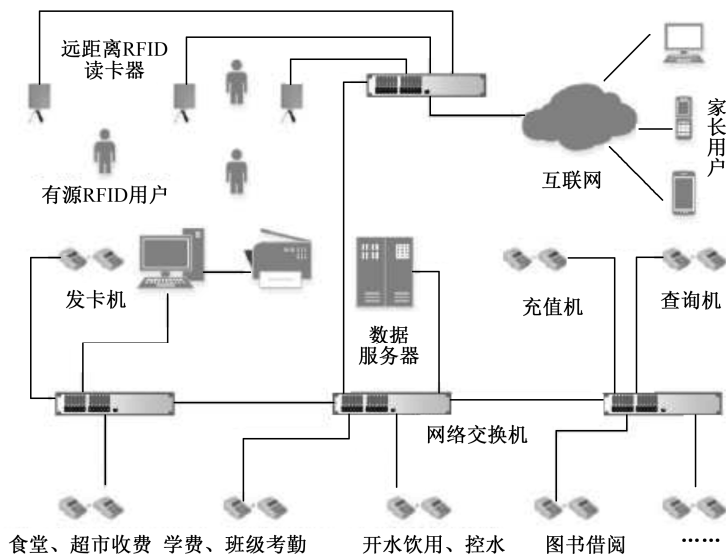 远距离RFID
读卡器
家长用户
互联网
有源RFID用户
发卡机
数据
服务器
充值机
查询机
网络交换机
食堂、超市收费
学费、班级考勤
开水饮用、控水
图书借阅
……